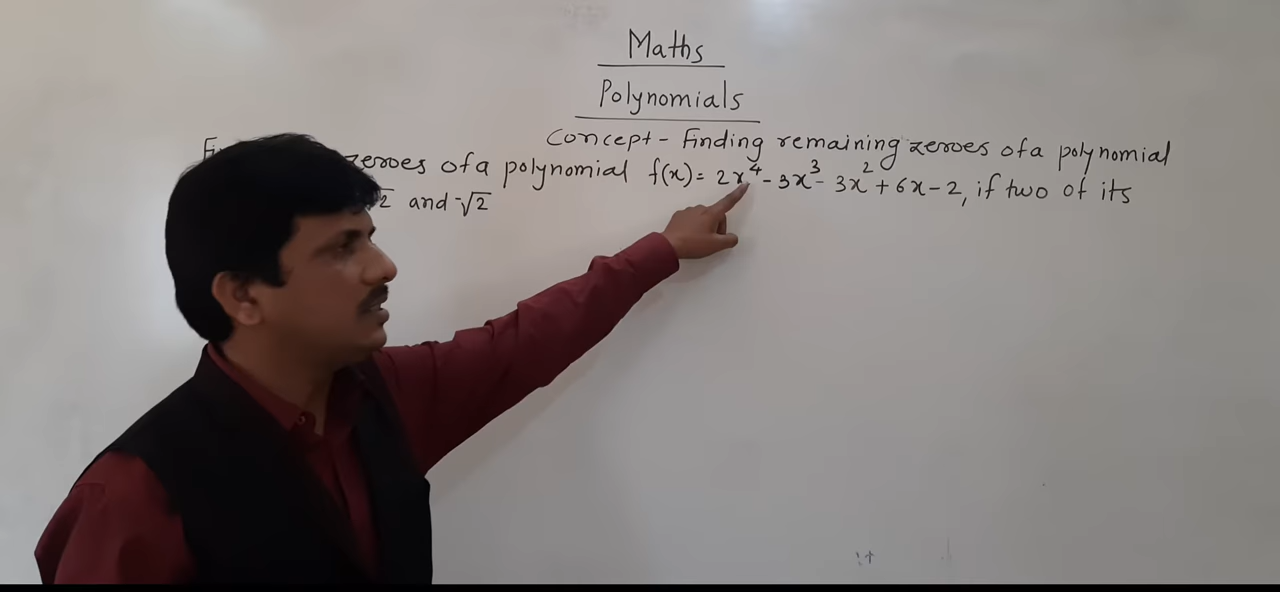 Maths
Polynomials
Concept - Finding remaining zeroes of a polynomial
zeroes of a polynomial f(x) = 2x⁴ - 3x³ - 3x² + 6x - 2, if two of its
√2 and -√2